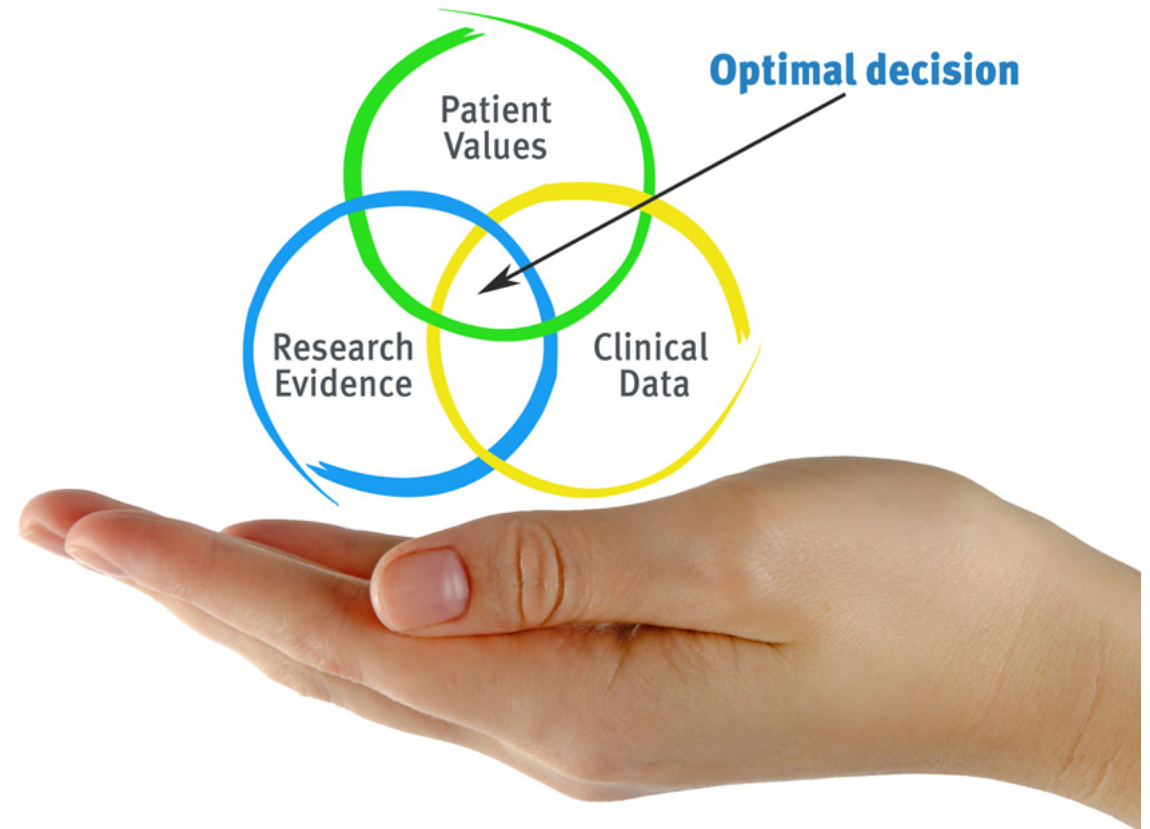 Optimal decision
Patient
Values
Research
Evidence
Clinical
Data